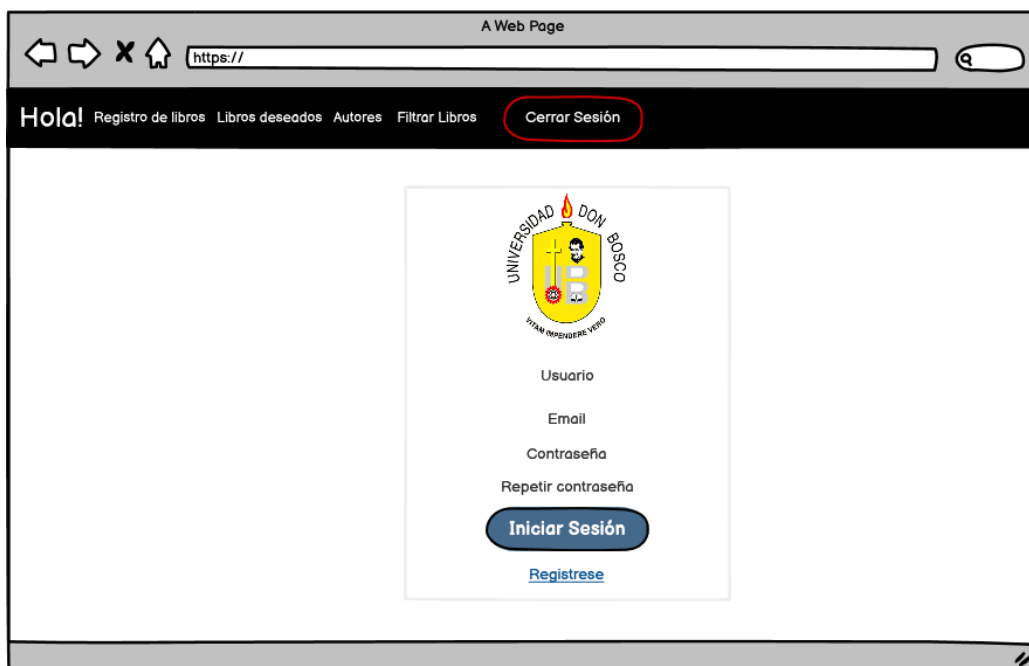 A Web Page
https://
Hola! Registro de libros Libros deseados Autores Filtrar Libros Cerrar Sesión
UNIVERSIDAD DON BOSCO
VITAM IMPENDERE VERO
Usuario
Email
Contraseña
Repetir contraseña
Iniciar Sesión
Registrese